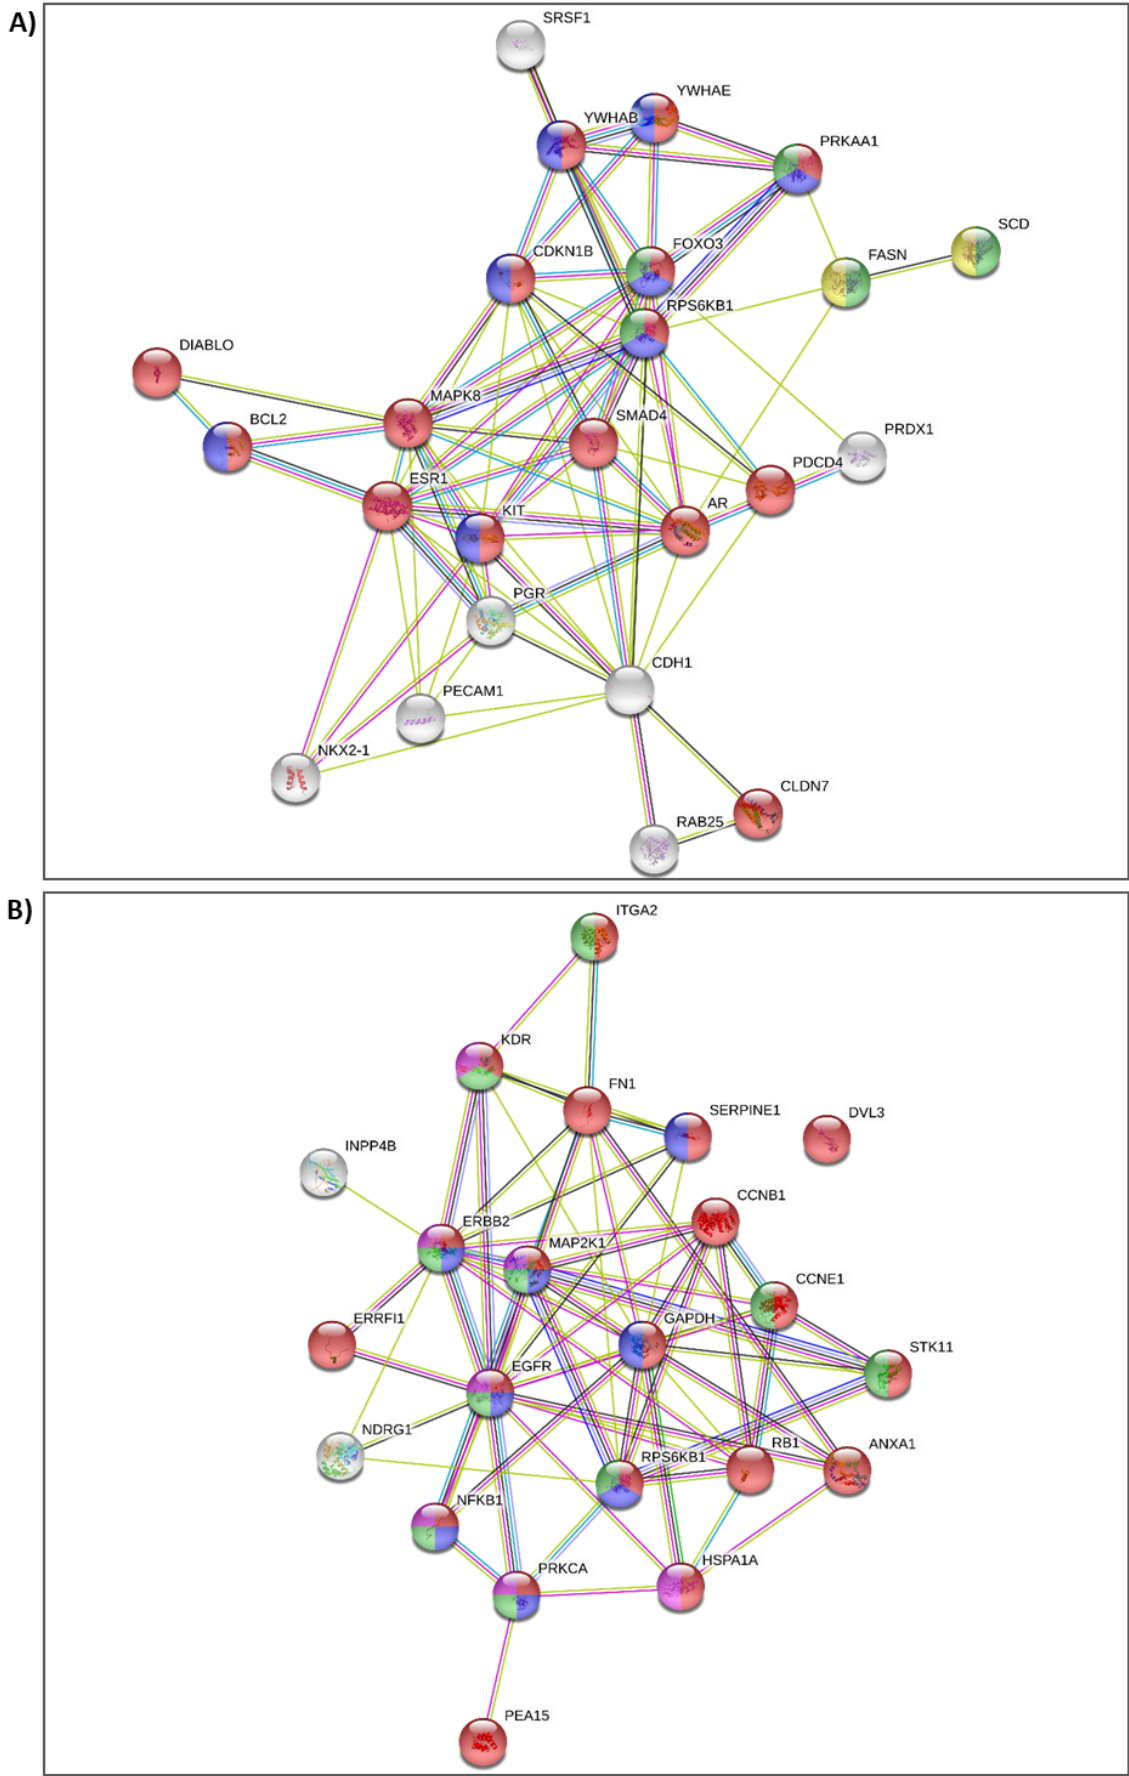 A)
SRSF1
YWHAE
YWHAB
PRKAA1
SCD
FOXO3
CDKN1B
FASN
RPS6KB1
DIABLO
MAPK8
SMAD4
BCL2
PRDX1
PDCD4
ESR1
AR
KIT
PGR
CDH1
PECAM1
NKX2-1
CLDN7
RAB25
B)
ITGA2
KDR
FN1
SERPINE1
DVL3
INPP4B
CCNB1
ERBB2
MAP2K1
CCNE1
ERRFI1
GAPDH
EGFR
STK11
NDRG1
RB1
ANXA1
RPS6KB1
NFKB1
HSPA1A
PRKCA
PEA15